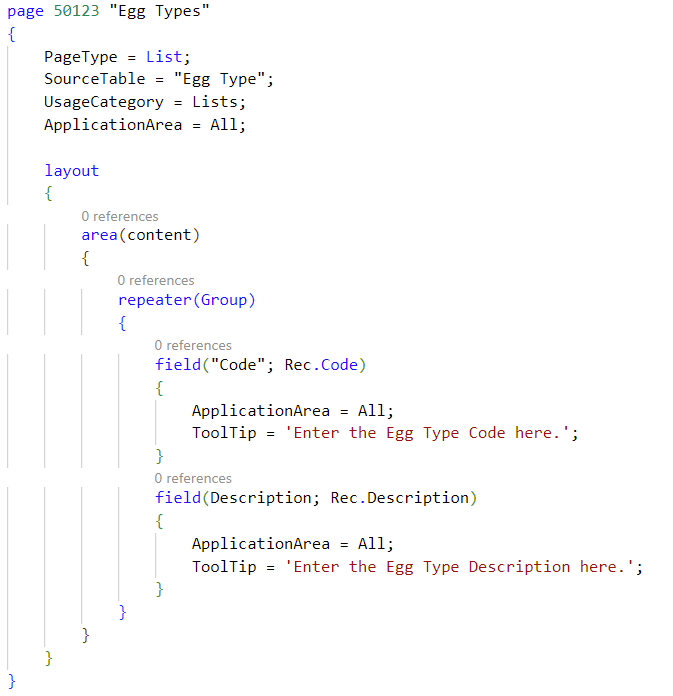 page 50123 "Egg Types"
{
PageType = List;
SourceTable = "Egg Type";
UsageCategory = Lists;
ApplicationArea = All;
layout
{
0 references
area(content)
{
0 references
repeater(Group)
{
0 references
field("Code"; Rec.Code)
{
ApplicationArea = All;
ToolTip = 'Enter the Egg Type Code here.';
}
0 references
field(Description; Rec.Description)
{
ApplicationArea = All;
ToolTip = 'Enter the Egg Type Description here.';
}
}
}
}
}